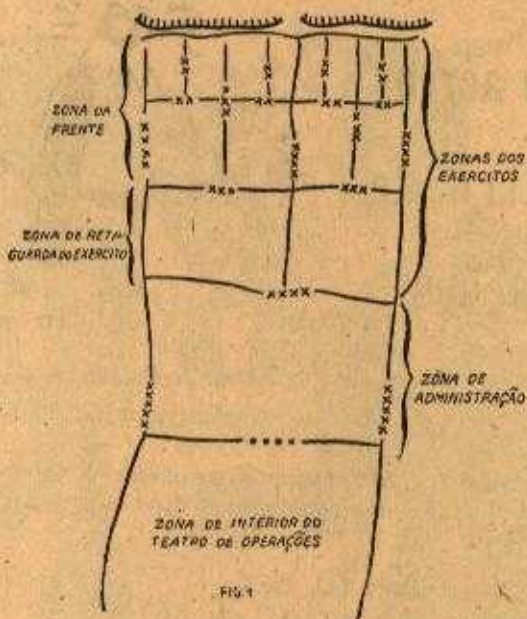 ZONA DA
FRENTE
ZONAS DOS
EXERCITOS
ZONA DE RETA-
GUARDA DO EXERCITO
ZÔNA DE
ADMINISTRAÇÃO
ZONA DE INTERIOR DO
TEATRO DE OPERAÇÕES
FIG. 1